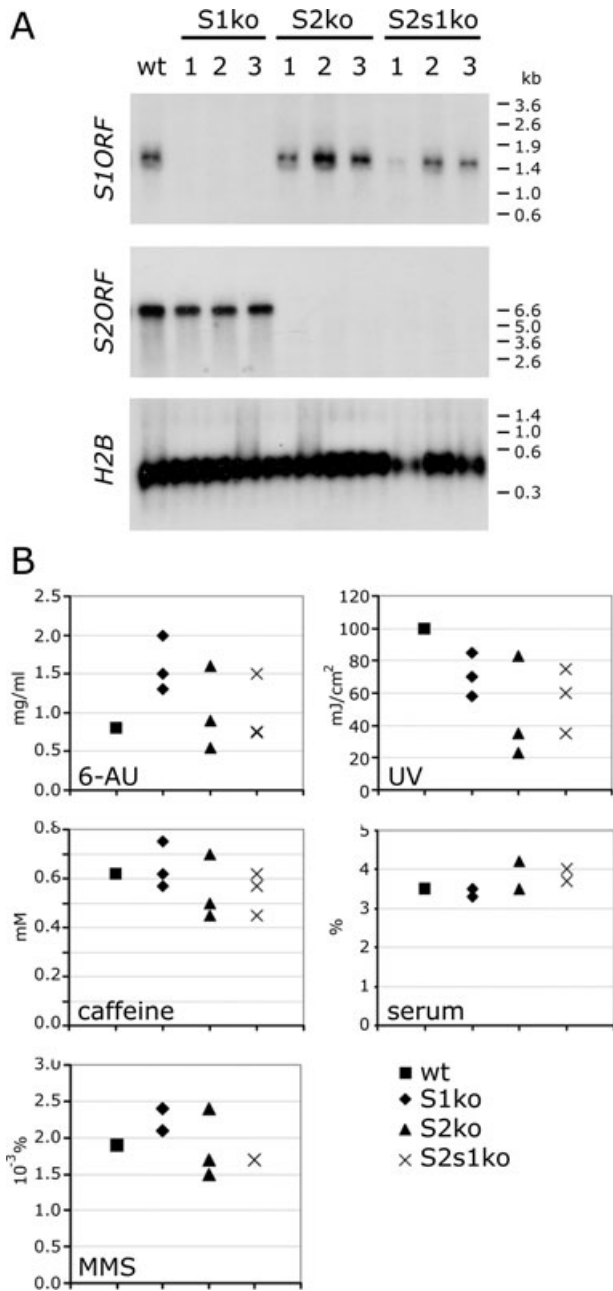 A
S1ko S2ko S2s1ko
wt 1 2 3 1 2 3 1 2 3
kb
S1ORF
3.6
2.6
1.9
1.4
1.0
0.6
S2ORF
6.6
5.0
3.6
2.6
H2B
1.4
1.0
0.6
0.3
B
2.5
2.0
1.5
1.0
0.5
0.0
mg/ml
6-AU
120
100
80
60
40
20
0
mJ/cm²
UV
0.8
0.6
0.4
0.2
0.0
mM
caffeine
5
4
3
2
1
0
%
serum
3.0
2.5
2.0
1.5
1.0
0.5
0.0
10⁻³%
MMS
wt
S1ko
S2ko
S2s1ko